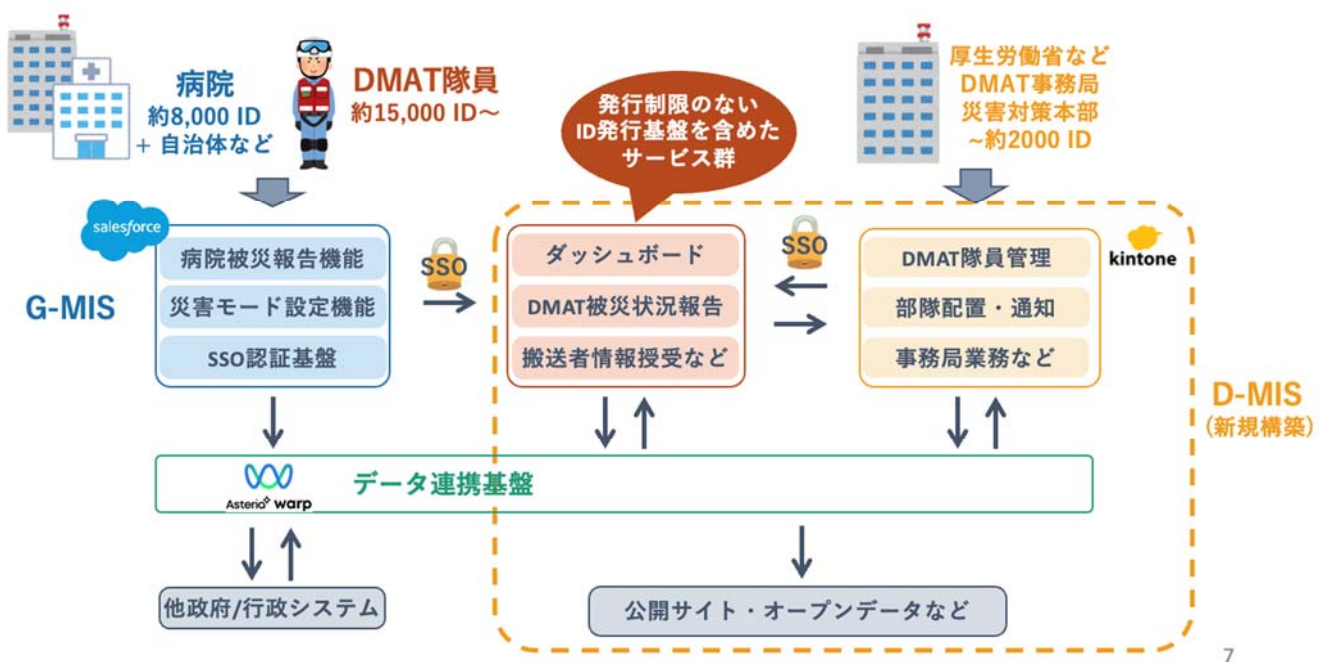 病院
約8,000 ID
+ 自治体など
DMAT隊員
約15,000 ID～
発行制限のない
ID発行基盤を含めた
サービス群
厚生労働省など
DMAT事務局
災害対策本部
~約2000 ID
salesforce
G-MIS
病院被災報告機能
災害モード設定機能
SSO認証基盤
SSO
ダッシュボード
DMAT被災状況報告
搬送者情報授受など
SSO
DMAT隊員管理
部隊配置・通知
事務局業務など
kintone
D-MIS
(新規構築)
Asteria warp
データ連携基盤
他政府/行政システム
公開サイト・オープンデータなど
7